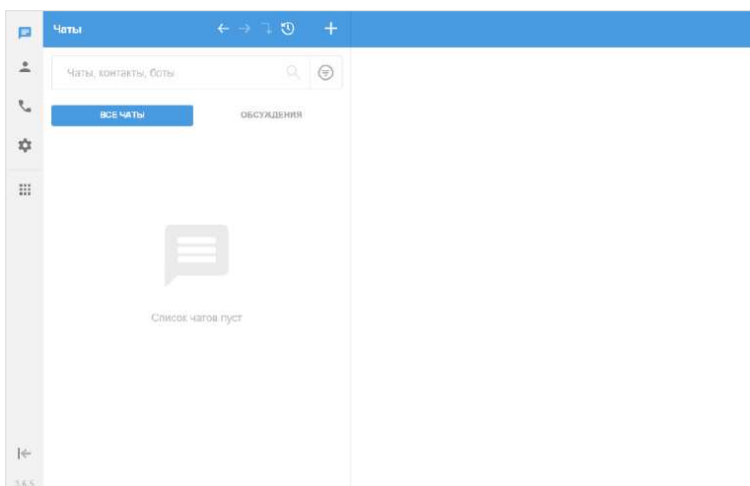 Чаты
Чаты, контакты, боты
ВСЕ ЧАТЫ
ОБСУЖДЕНИЯ
Список чатов пуст